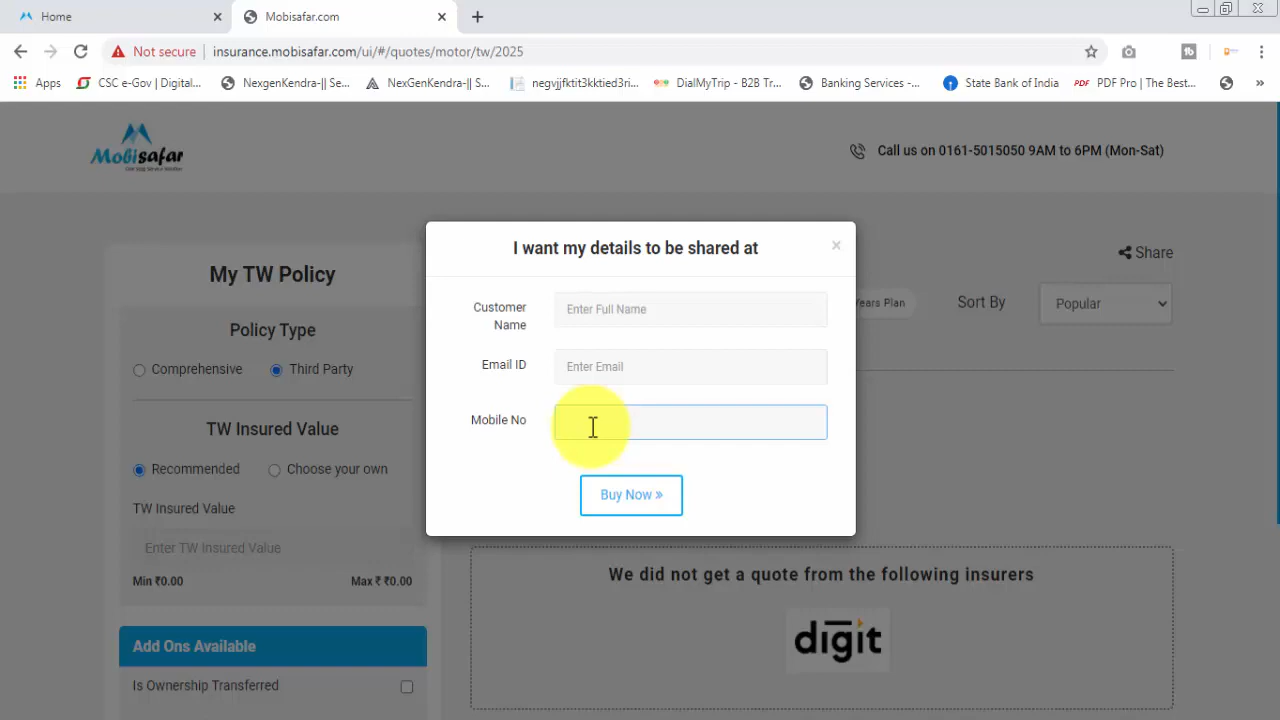 Home
Mobisafar.com
Not secure
insurance.mobisafar.com/ui/#/quotes/motor/tw/2025
Apps
CSC e-Gov | Digital...
NexgenKendra-|| Se...
NexGenKendra-|| S...
negvjjfktit3kktied3ri...
DialMyTrip - B2B Tr...
Banking Services -...
State Bank of India
PDF
PDF Pro | The Best...
»
Mobisafar
Call us on 0161-5015050 9AM to 6PM (Mon-Sat)
I want my details to be shared at
×
Customer
Name
Enter Full Name
Email ID
Enter Email
Mobile No
Buy Now »
Share
Years Plan
Sort By
Popular
My TW Policy
Policy Type
Comprehensive
Third Party
TW Insured Value
Recommended
Choose your own
TW Insured Value
Enter TW Insured Value
Min ₹0.00
Max ₹ ₹0.00
Add Ons Available
Is Ownership Transferred
We did not get a quote from the following insurers
digit